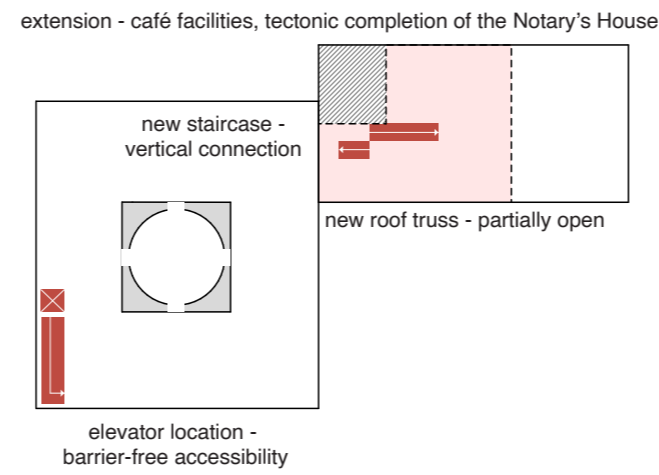 extension - café facilities, tectonic completion of the Notary’s House
new staircase -
vertical connection
new roof truss - partially open
elevator location -
barrier-free accessibility